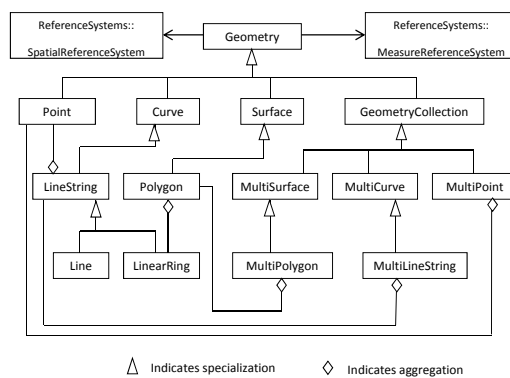 ReferenceSystems::
SpatialReferenceSystem
Geometry
ReferenceSystems::
MeasureReferenceSystem
Point
Curve
Surface
GeometryCollection
LineString
Polygon
MultiSurface
MultiCurve
MultiPoint
Line
LinearRing
MultiPolygon
MultiLineString
Indicates specialization
Indicates aggregation